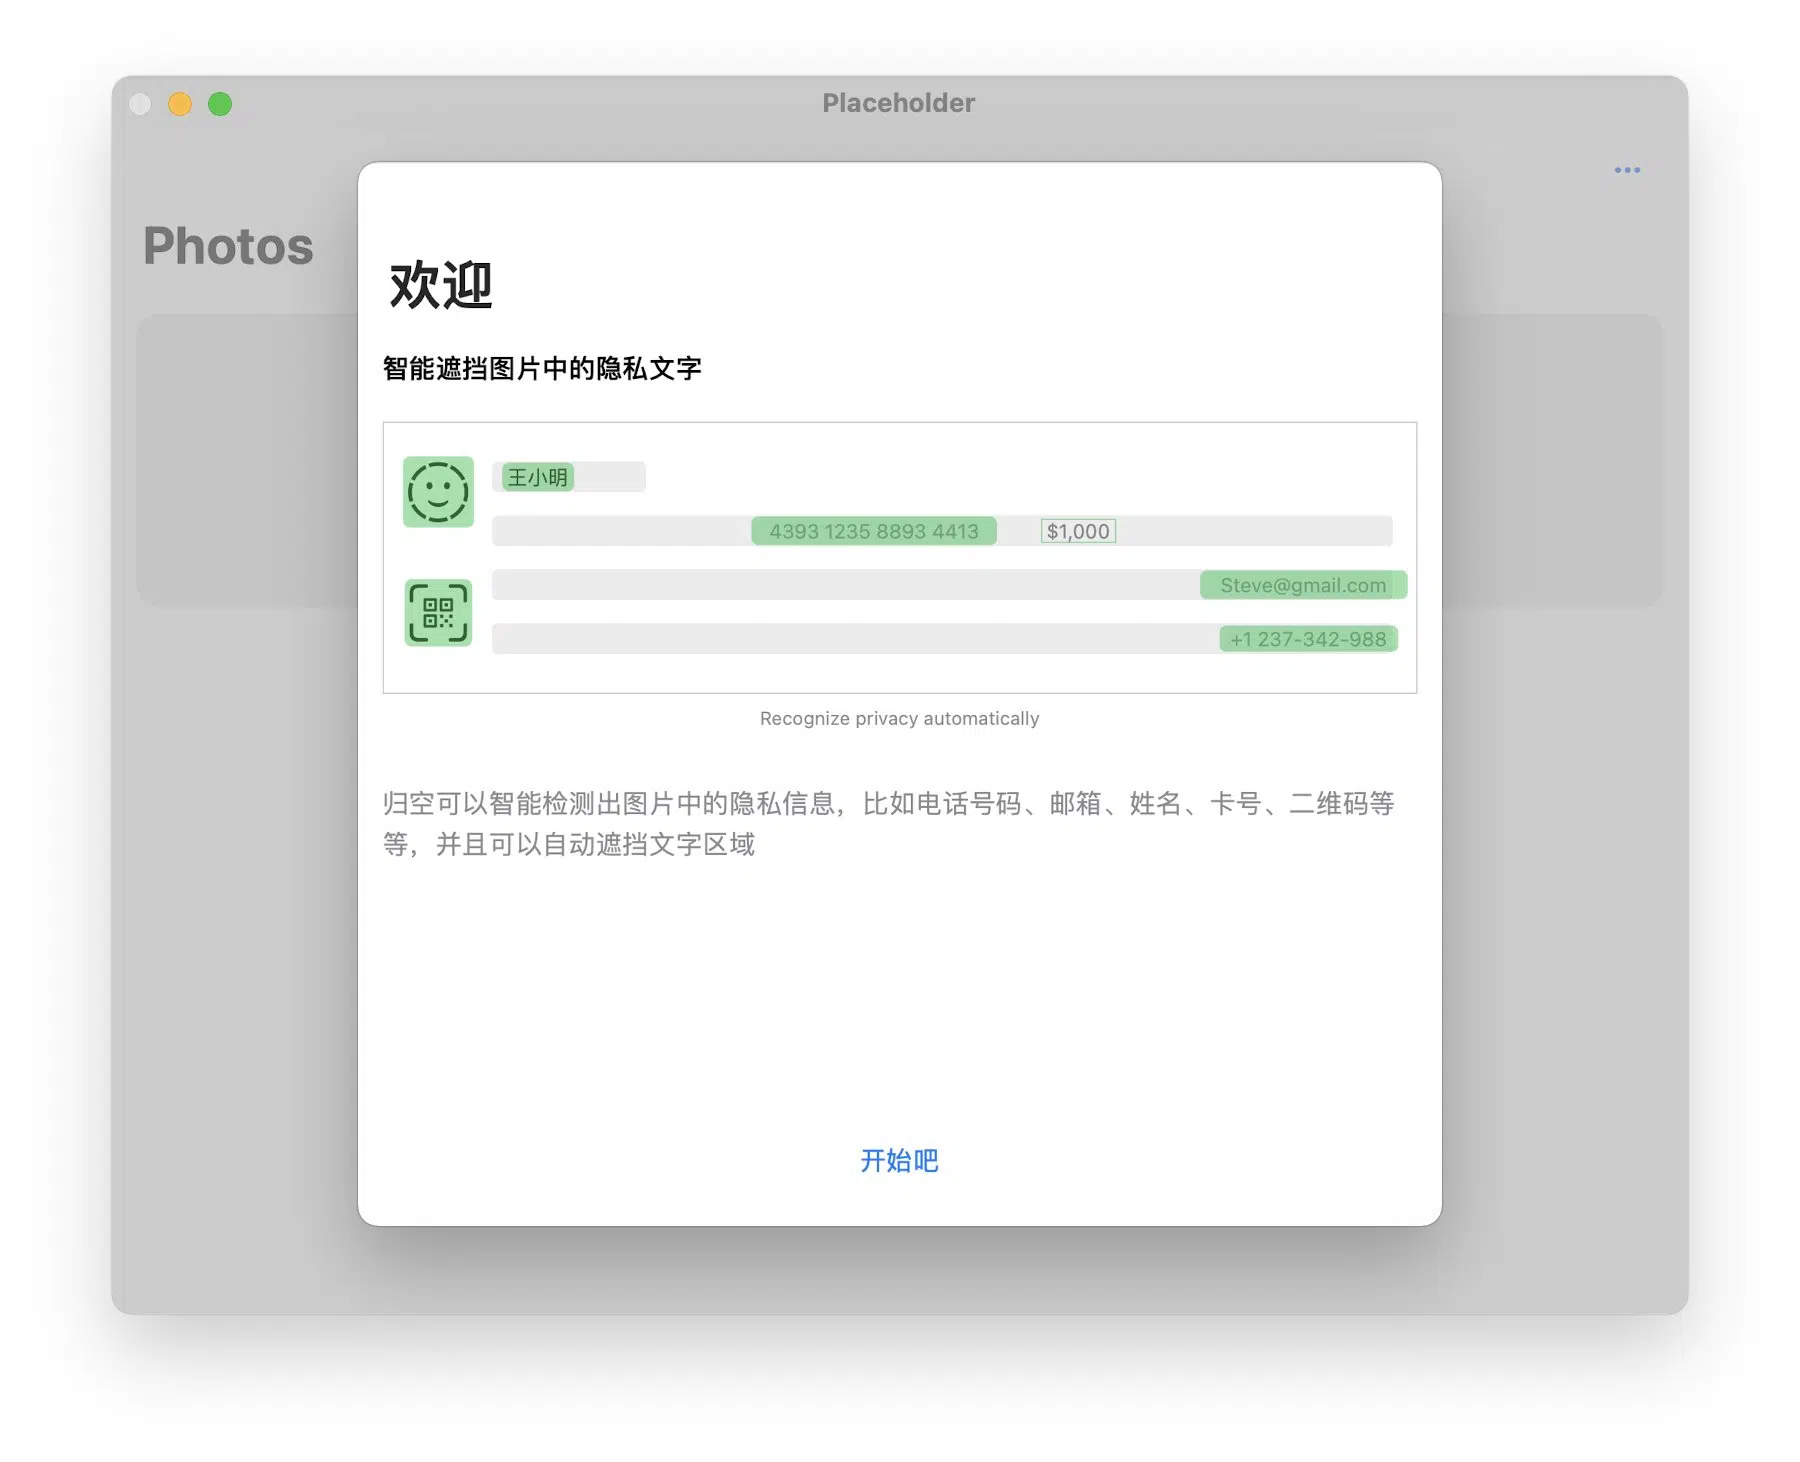 Placeholder
Photos
欢迎
智能遮挡图片中的隐私文字
王小明
4393 1235 8893 4413 $1,000
Steve@gmail.com
+1 237-342-988
Recognize privacy automatically
归空可以智能检测出图片中的隐私信息，比如电话号码、邮箱、姓名、卡号、二维码等
等，并且可以自动遮挡文字区域
开始吧